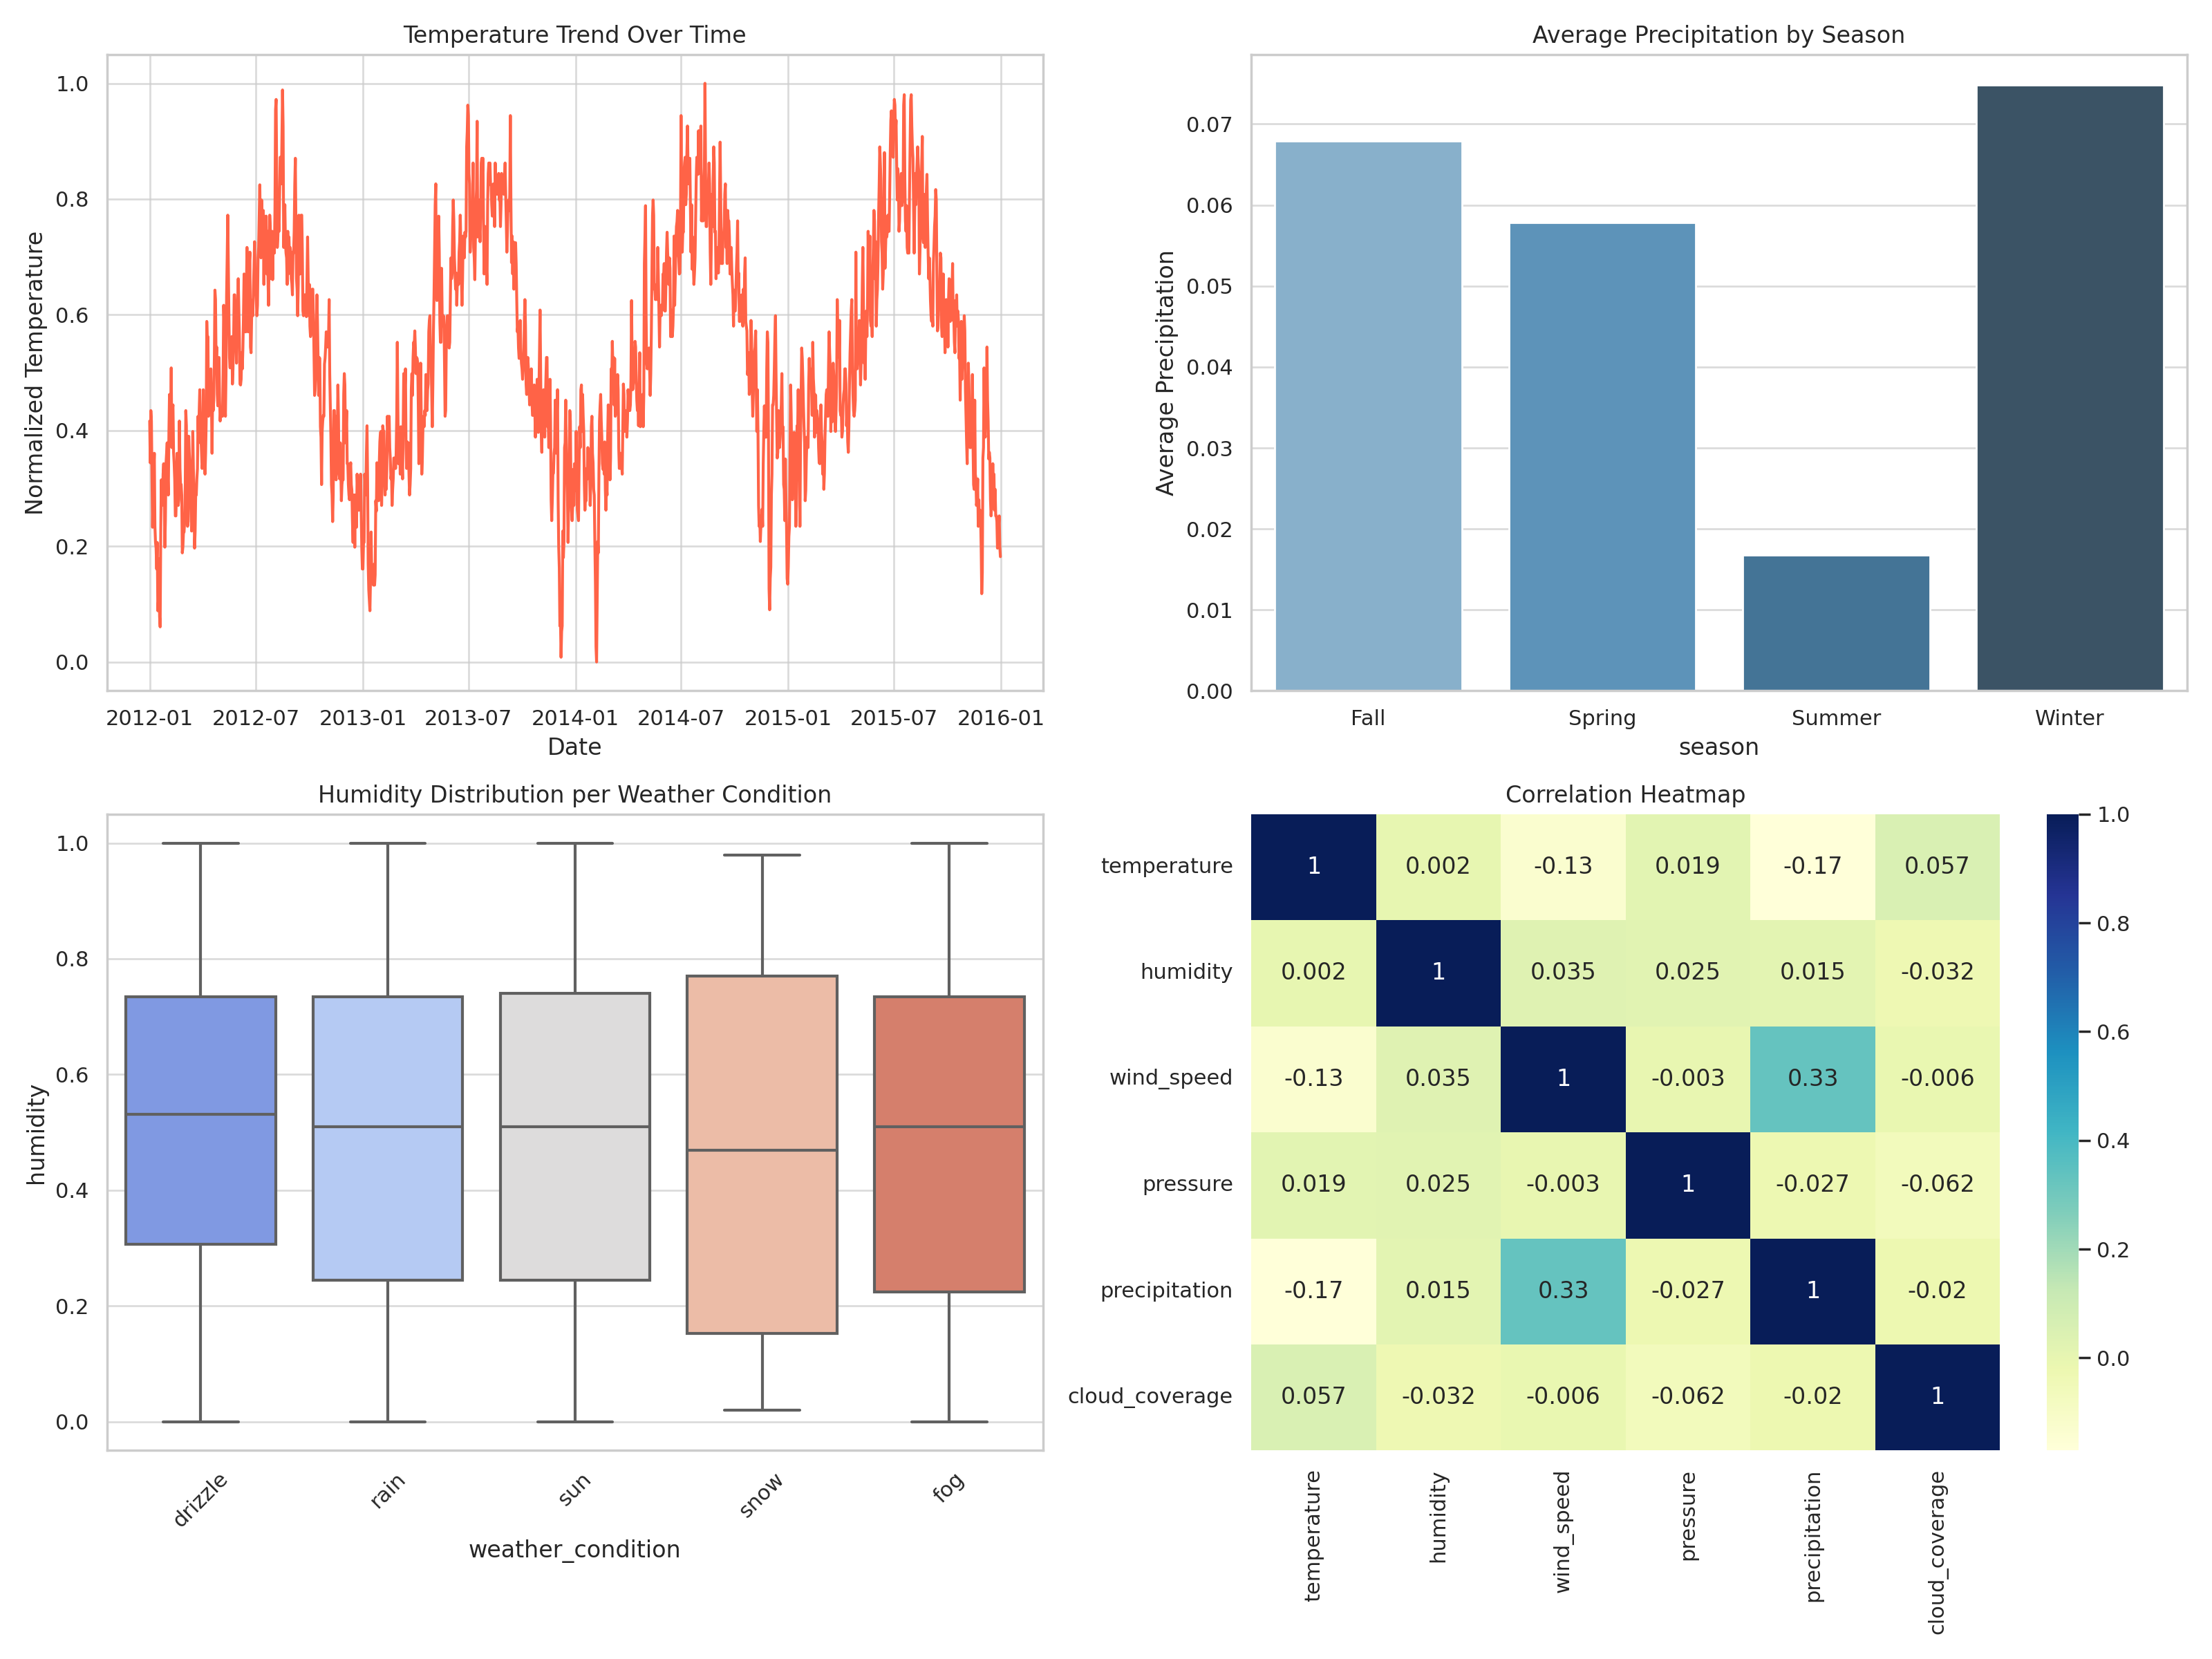 Temperature Trend Over Time
Normalized Temperature
1.0
0.8
0.6
0.4
0.2
0.0
2012-01 2012-07 2013-01 2013-07 2014-01 2014-07 2015-01 2015-07 2016-01
Date
Average Precipitation by Season
Average Precipitation
0.07
0.06
0.05
0.04
0.03
0.02
0.01
0.00
Fall Spring Summer Winter
season
Humidity Distribution per Weather Condition
humidity
1.0
0.8
0.6
0.4
0.2
0.0
drizzle rain sun snow fog
weather_condition
Correlation Heatmap
temperature 1 0.002 -0.13 0.019 -0.17 0.057
humidity 0.002 1 0.035 0.025 0.015 -0.032
wind_speed -0.13 0.035 1 -0.003 0.33 -0.006
pressure 0.019 0.025 -0.003 1 -0.027 -0.062
precipitation -0.17 0.015 0.33 -0.027 1 -0.02
cloud_coverage 0.057 -0.032 -0.006 -0.062 -0.02 1
temperature humidity wind_speed pressure precipitation cloud_coverage
1.0
0.8
0.6
0.4
0.2
0.0